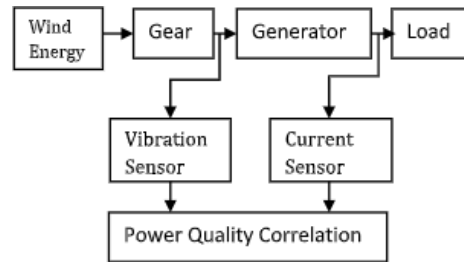 Wind
Energy
Gear
Generator
Load
Vibration
Sensor
Current
Sensor
Power Quality Correlation